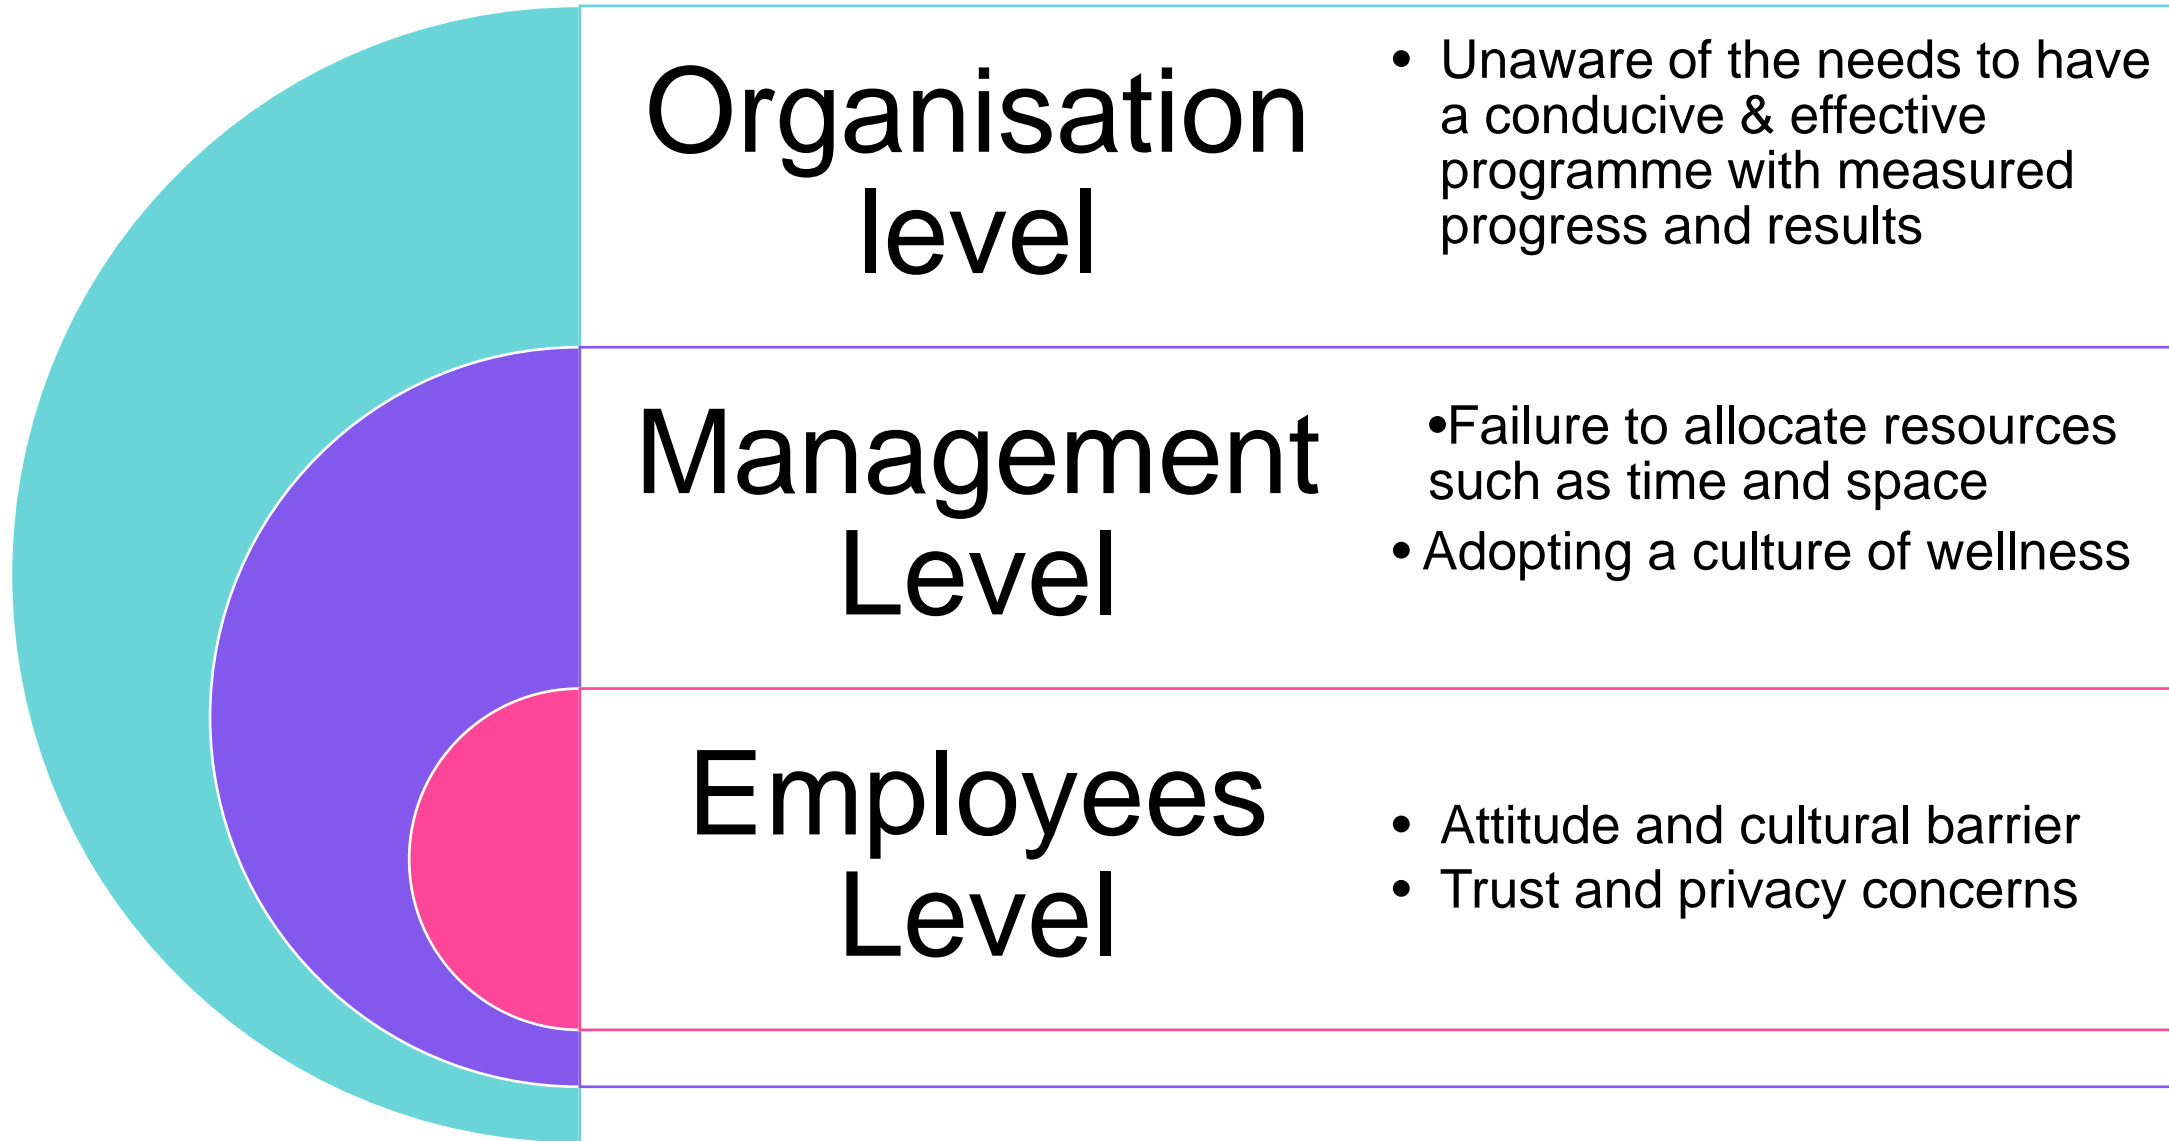 Organisation
level
• Unaware of the needs to have
a conducive & effective
programme with measured
progress and results
Management
Level
•Failure to allocate resources
such as time and space
• Adopting a culture of wellness
Employees
Level
• Attitude and cultural barrier
• Trust and privacy concerns